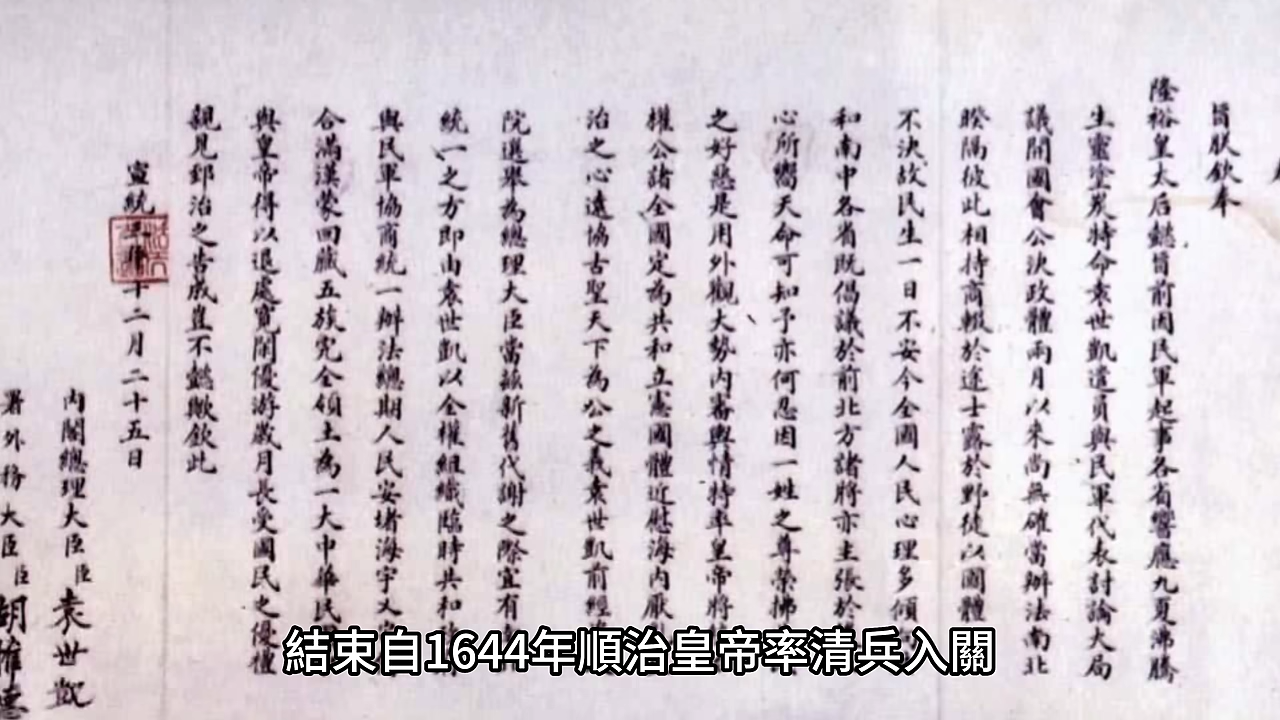 旨朕欽奉
隆裕皇太后懿旨前因民軍起事各省響應九夏沸騰
生靈塗炭特命袁世凱遣員與民軍代表討論大局
議開國會公決政體兩月以來尚無確當辦法南北
睽隔彼此相持商輟於途士露於野徒以國體
不決故民生一日不安今全國人民心理多傾
和南中各省既倡議於前北方諸將亦主張於
心所嚮天命可知予亦何忍因一姓之尊榮拂
之好惡是用外觀大勢內審輿情特率皇帝將
權公諸全國定為共和立憲國體近慰海內厭
治之心遠協古聖天下為公之義袁世凱前經
院選舉為總理大臣當茲新舊代謝之際宜有
統一之方即由袁世凱以全權組織臨時共和
與民軍協商統一辦法總期人民安堵海宇乂
合滿漢蒙回藏五族完全領土為一大中華民
與皇帝得以退處寬閒優游歲月長受國民之優禮
親見郅治之告成豈不懿歟欽此
宣統三年十二月二十五日
內閣總理大臣臣袁世凱
署外務大臣臣胡惟德
結束自1644年順治皇帝率清兵入關